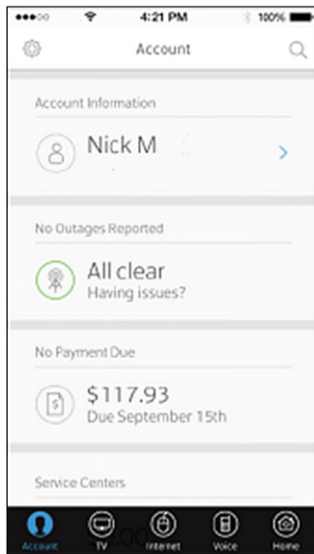 4:21 PM
100%
Account
Account Information
Nick M
No Outages Reported
All clear
Having issues?
No Payment Due
$117.93
Due September 15th
Service Centers
Account
TV
Internet
Voice
Home